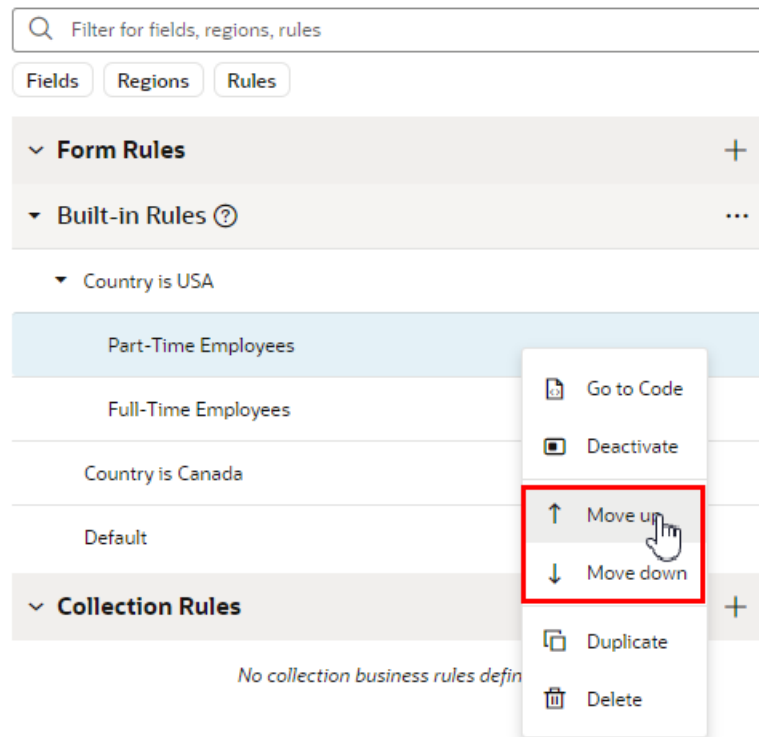 Filter for fields, regions, rules
Fields Regions Rules
Form Rules
Built-in Rules
Country is USA
Part-Time Employees
Full-Time Employees
Country is Canada
Default
Collection Rules
No collection business rules defin
Go to Code
Deactivate
Move up
Move down
Duplicate
Delete